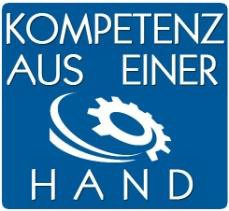 KOMPETENZ
AUS EINER
HAND